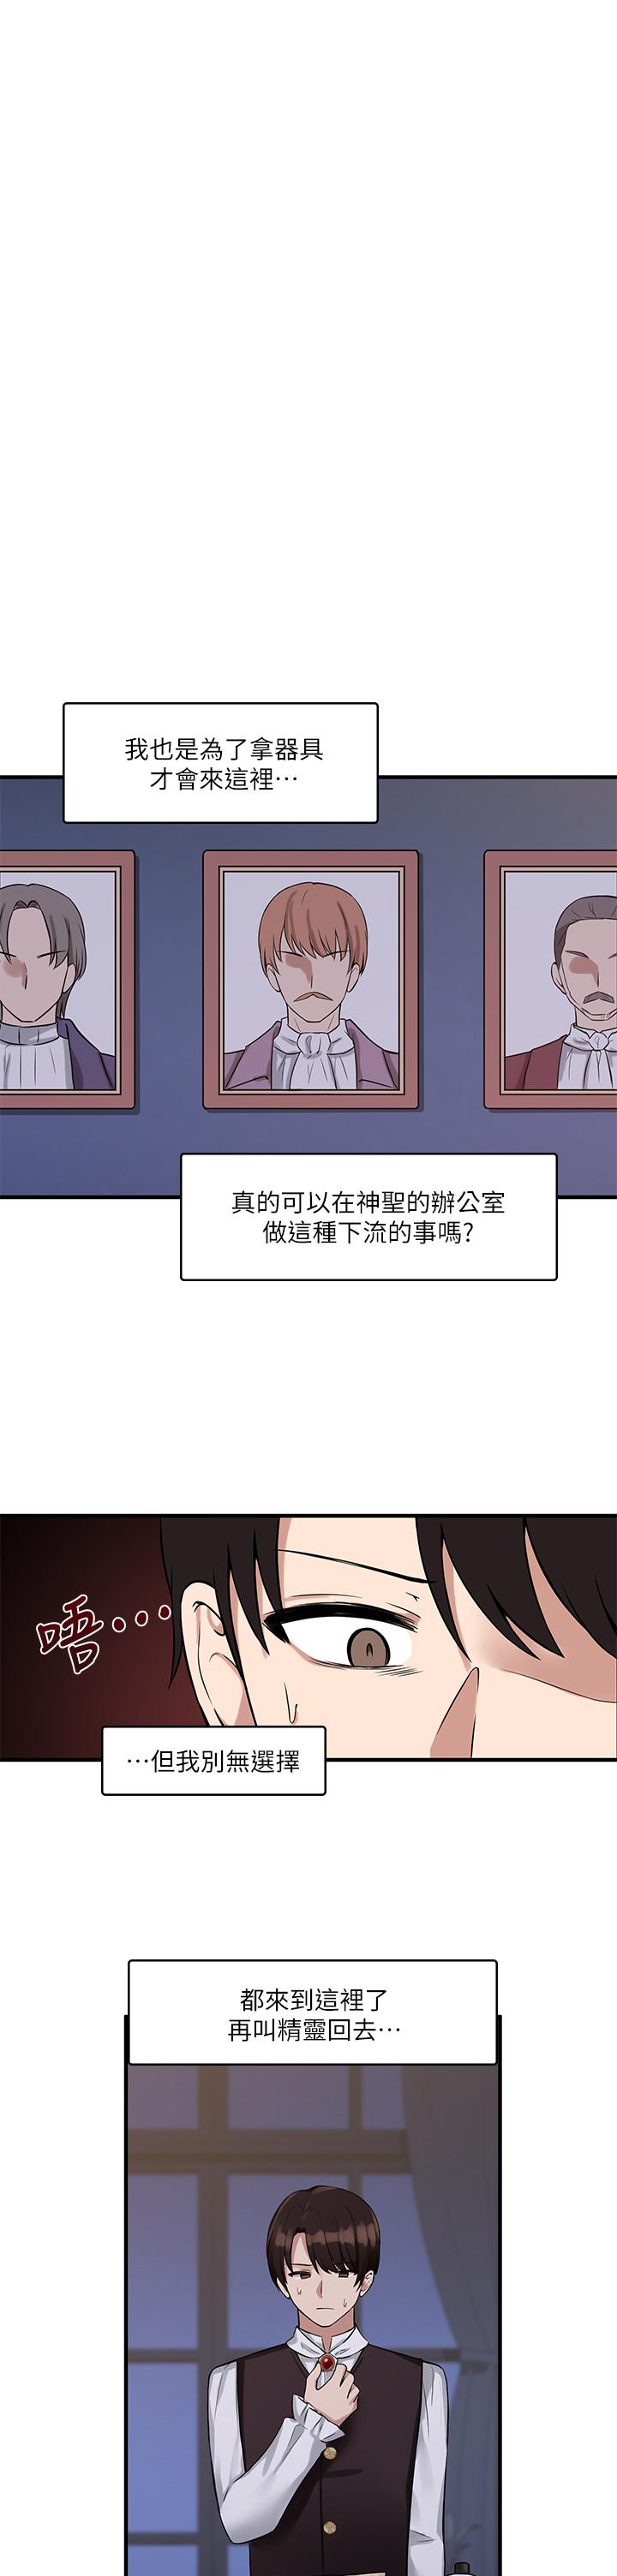 我也是為了拿器具
才會來這裡⋯
真的可以在神聖的辦公室
做這種下流的事嗎?
唔⋯
⋯但我別無選擇
都來到這裡了
再叫精靈回去⋯